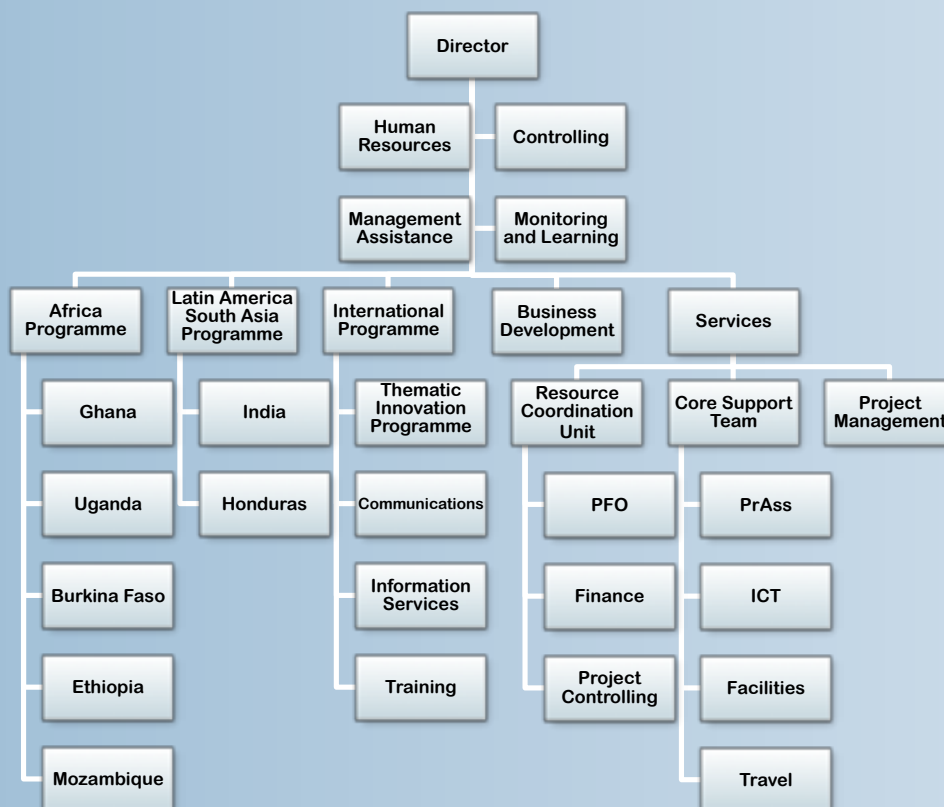 Director
Human
Resources
Controlling
Management
Assistance
Monitoring
and Learning
Africa
Programme
Latin America
South Asia
Programme
International
Programme
Business
Development
Services
Ghana
India
Thematic
Innovation
Programme
Resource
Coordination
Unit
Core Support
Team
Project
Management
Uganda
Honduras
Communications
PFO
PrAss
Burkina Faso
Information
Services
Finance
ICT
Ethiopia
Training
Project
Controlling
Facilities
Mozambique
Travel